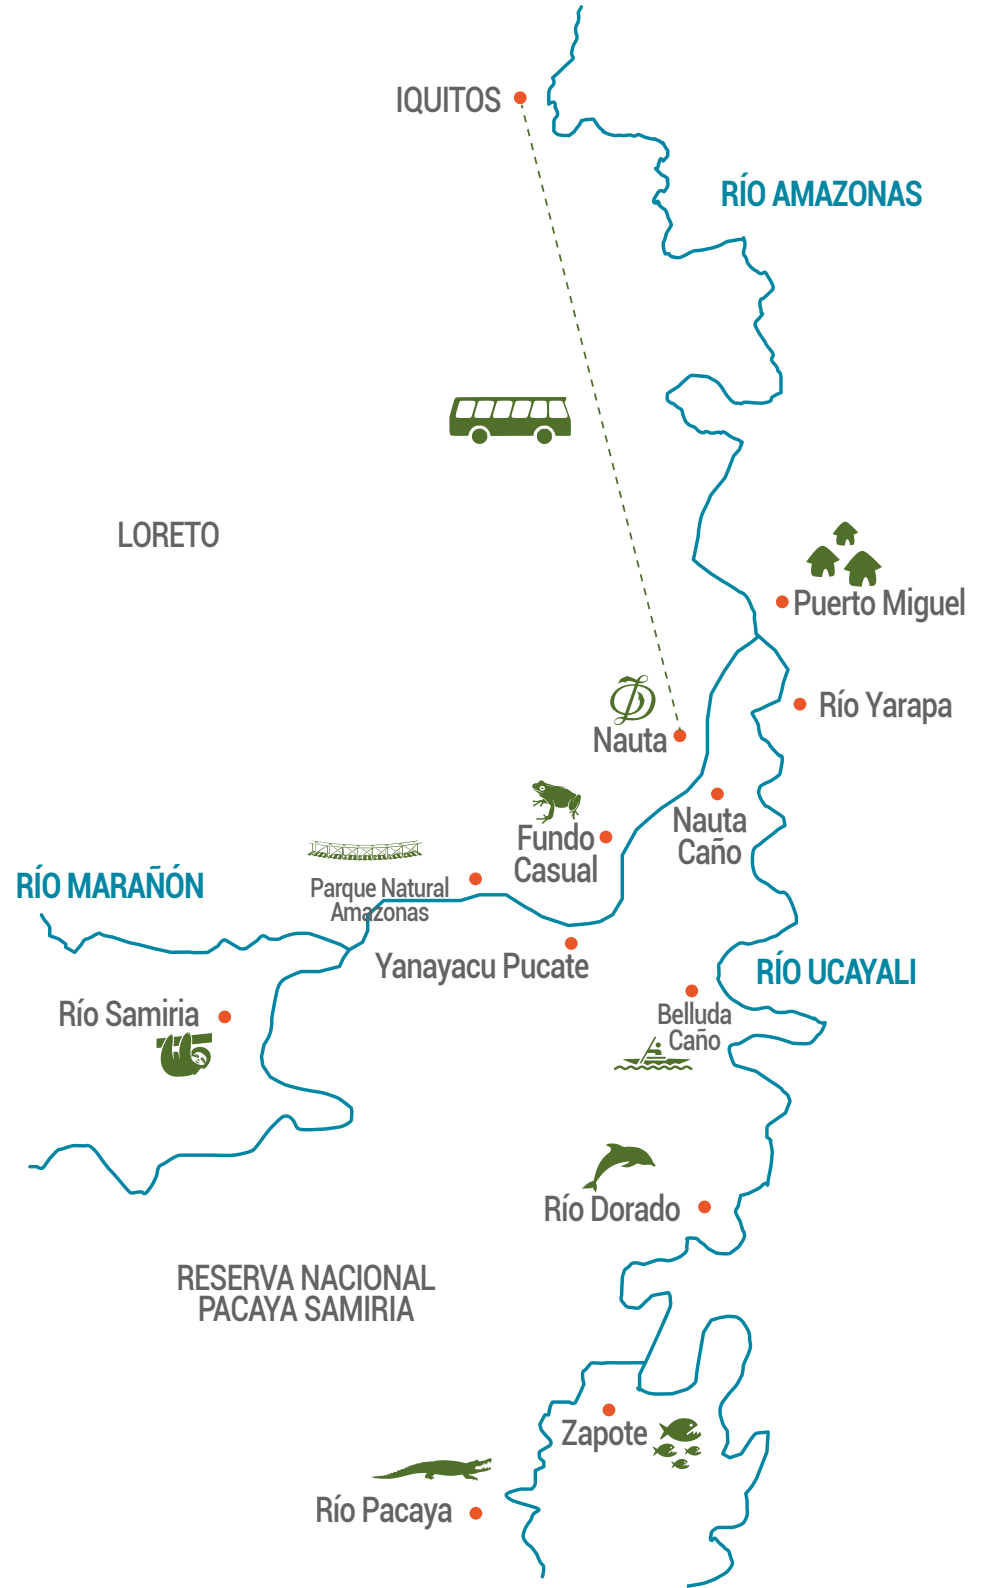 IQUITOS
RÍO AMAZONAS
LORETO
Puerto Miguel
Río Yarapa
Nauta
Nauta
Caño
Fundo
Casual
RÍO MARAÑÓN
Parque Natural
Amazonas
Yanayacu Pucate
RÍO UCAYALI
Río Samiria
Belluda
Caño
Río Dorado
RESERVA NACIONAL
PACAYA SAMIRIA
Zapote
Río Pacaya